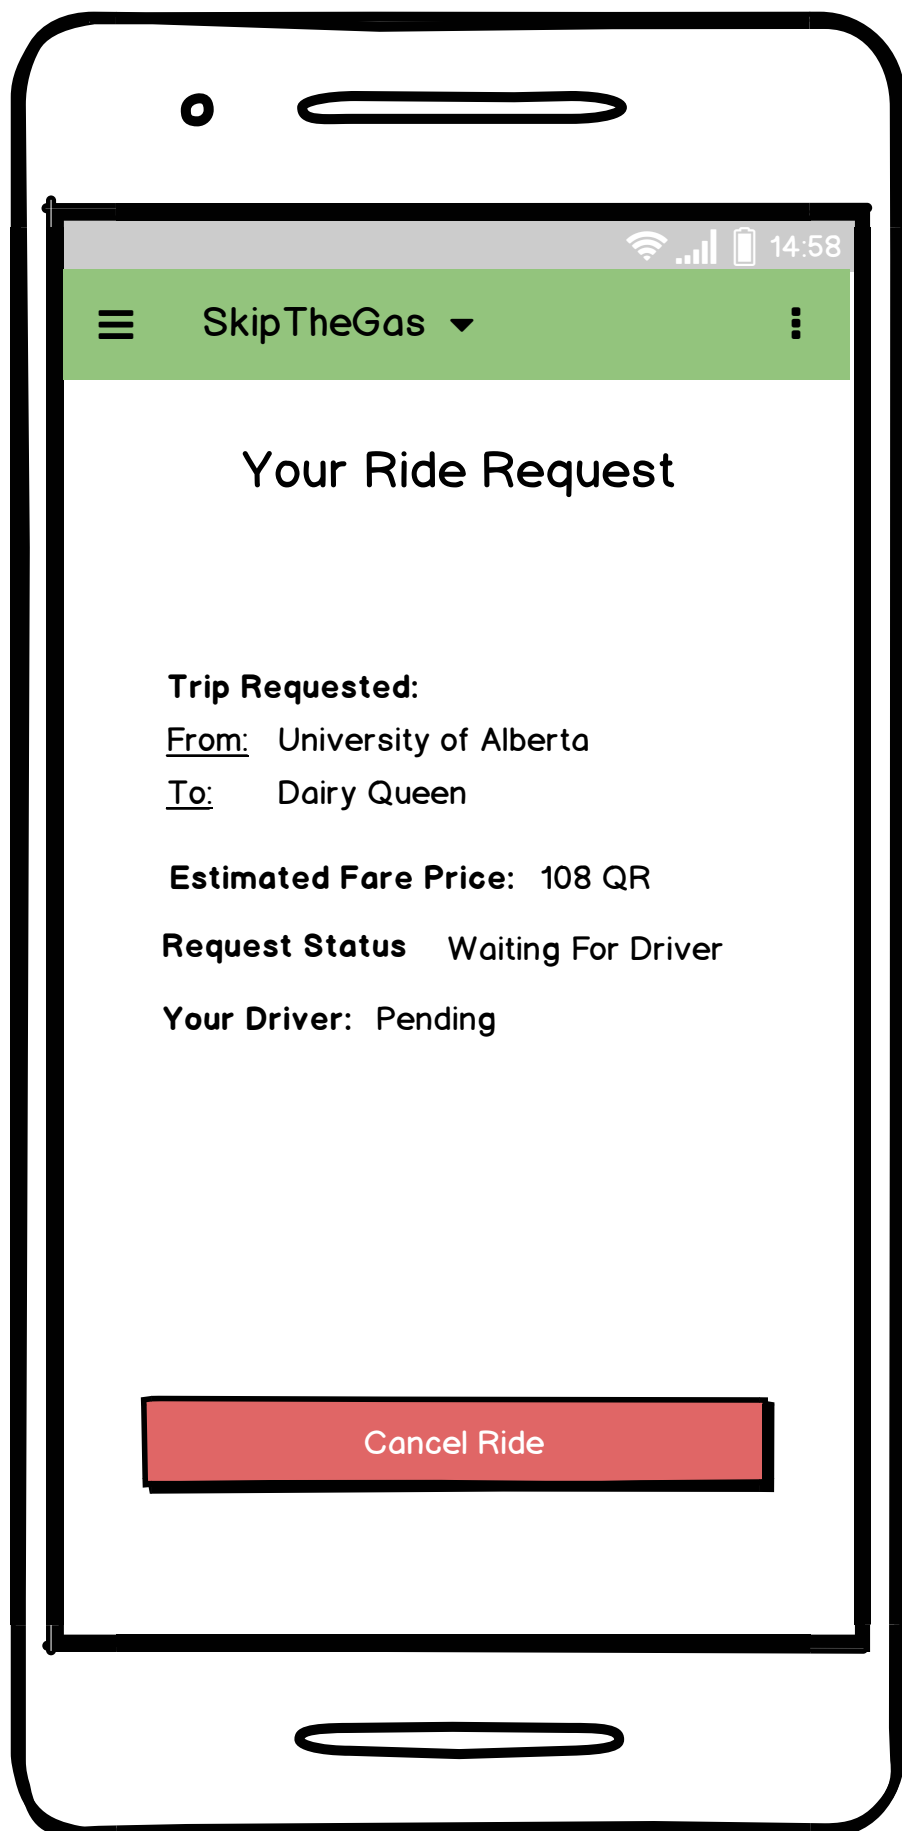 14:58
SkipTheGas
Your Ride Request
Trip Requested:
From: University of Alberta
To: Dairy Queen
Estimated Fare Price: 108 QR
Request Status Waiting For Driver
Your Driver: Pending
Cancel Ride